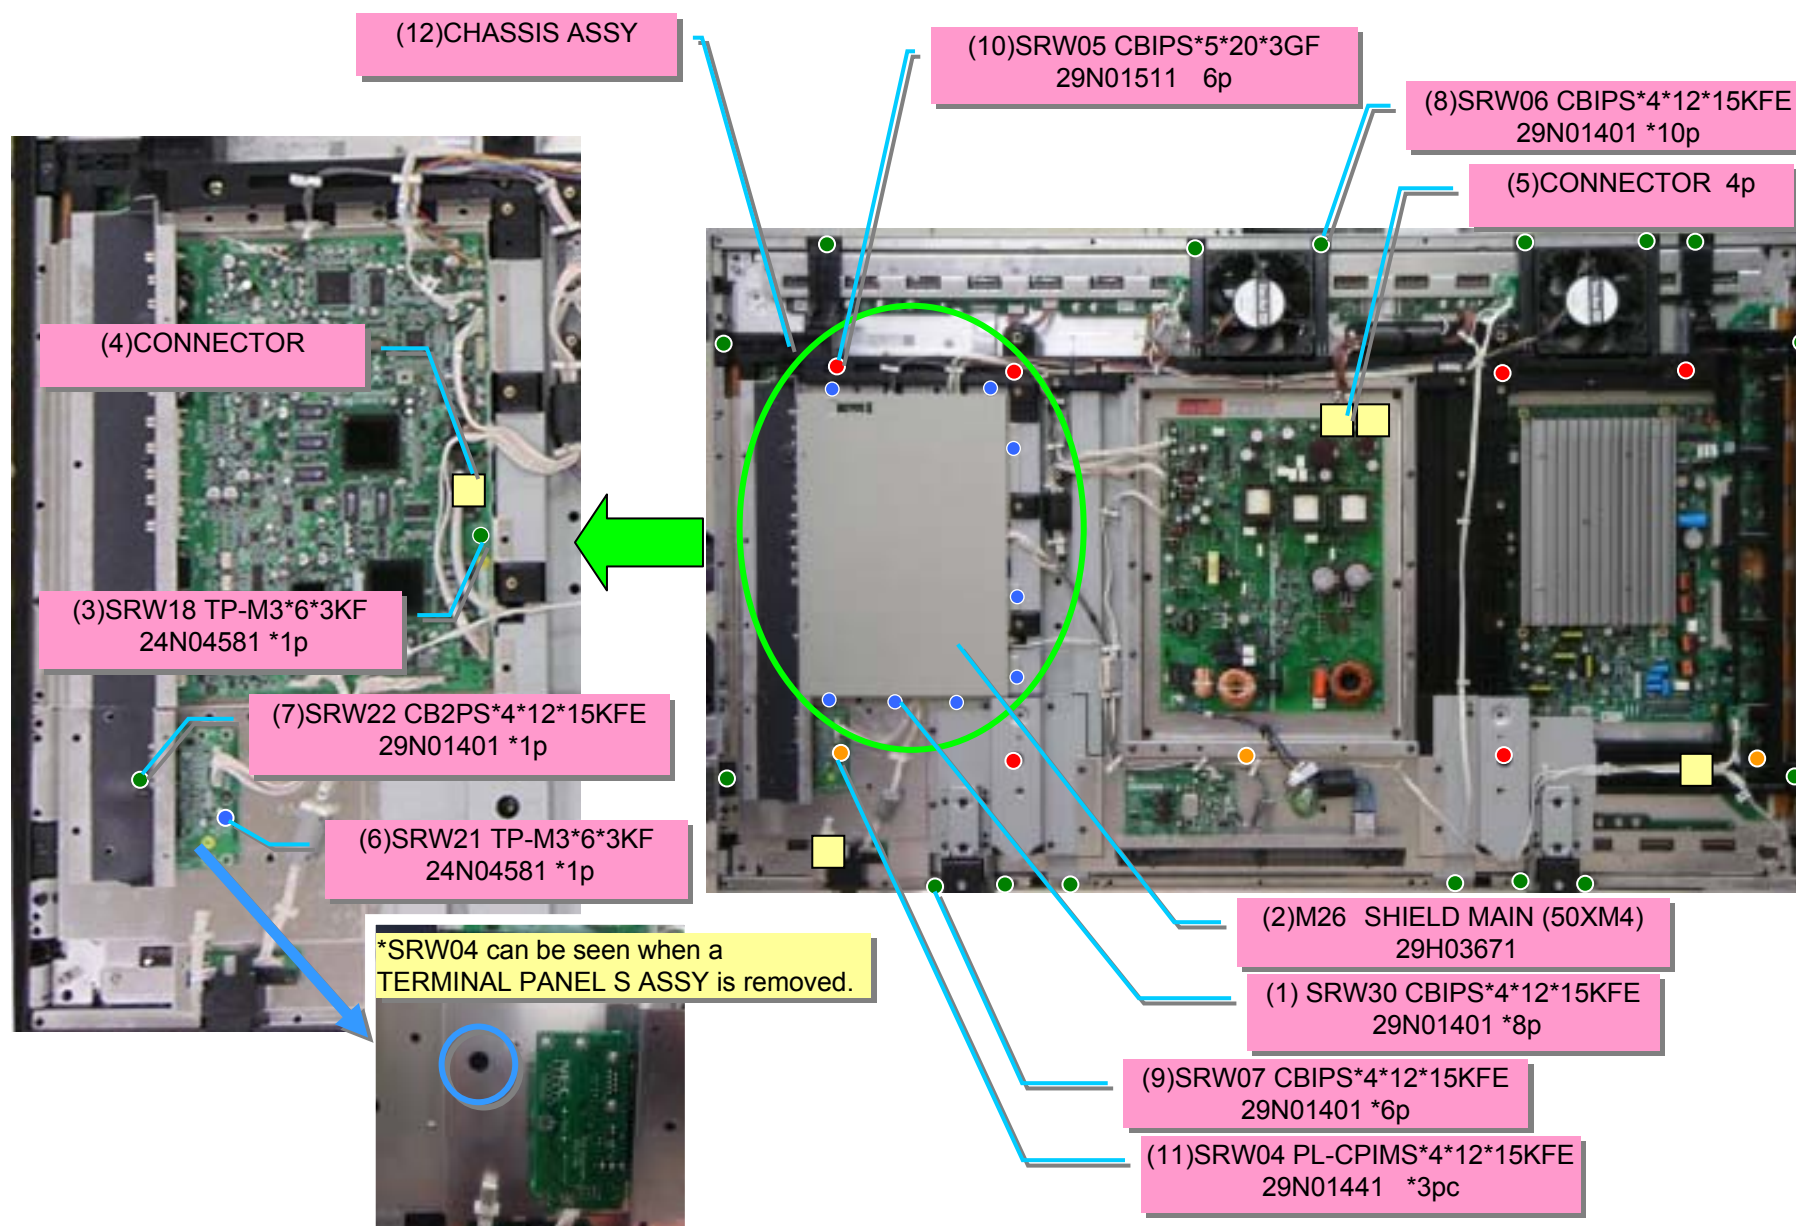 (12)CHASSIS ASSY
(10)SRW05 CBIPS*5*20*3GF
29N01511 6p
(8)SRW06 CBIPS*4*12*15KFE
29N01401 *10p
(5)CONNECTOR 4p
(4)CONNECTOR
(3)SRW18 TP-M3*6*3KF
24N04581 *1p
(7)SRW22 CB2PS*4*12*15KFE
29N01401 *1p
(6)SRW21 TP-M3*6*3KF
24N04581 *1p
*SRW04 can be seen when a
TERMINAL PANEL S ASSY is removed.
(2)M26 SHIELD MAIN (50XM4)
29H03671
(1) SRW30 CBIPS*4*12*15KFE
29N01401 *8p
(9)SRW07 CBIPS*4*12*15KFE
29N01401 *6p
(11)SRW04 PL-CPIMS*4*12*15KFE
29N01441 *3pc